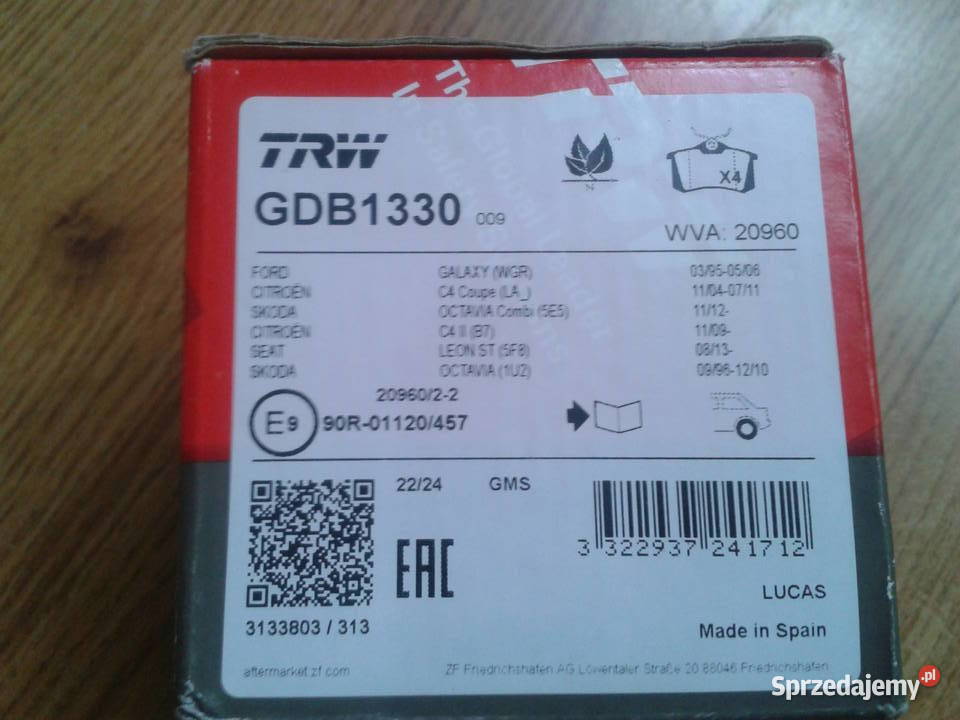 The Global Leader
TRW
X4
GDB1330 009
WVA: 20960
FORD GALAXY (WGR) 03/95-05/06
CITROËN C4 Coupe (LA_) 11/04-07/11
SKODA OCTAVIA Combi (5E5) 11/12-
CITROËN C4 II (B7) 11/09-
SEAT LEON ST (5F8) 08/13-
SKODA OCTAVIA (1U2) 09/96-12/10
20960/2-2
E9 90R-01120/457
22/24 GMS
3 322937 241712
EAC
LUCAS
3133803 / 313
Made in Spain
aftermarket.zf.com
ZF Friedrichshafen AG Löwentaler Straße 20 88046 Friedrichshafen
Sprzedajemy.pl